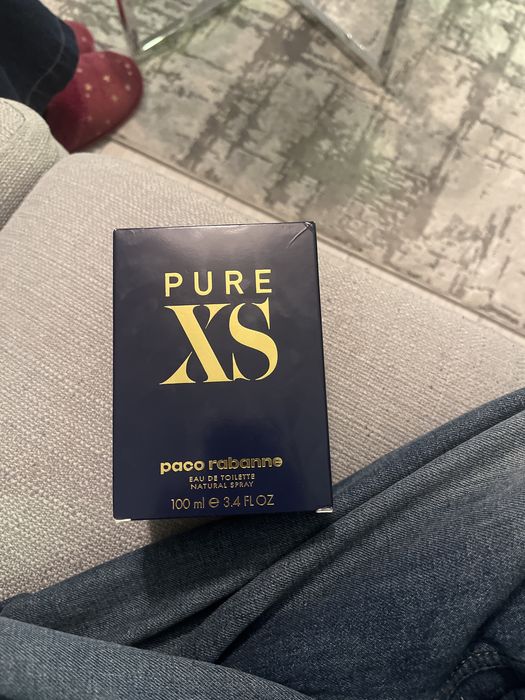 PURE
XS
paco rabanne
EAU DE TOILETTE
NATURAL SPRAY
100 ml ℮ 3.4 FL OZ